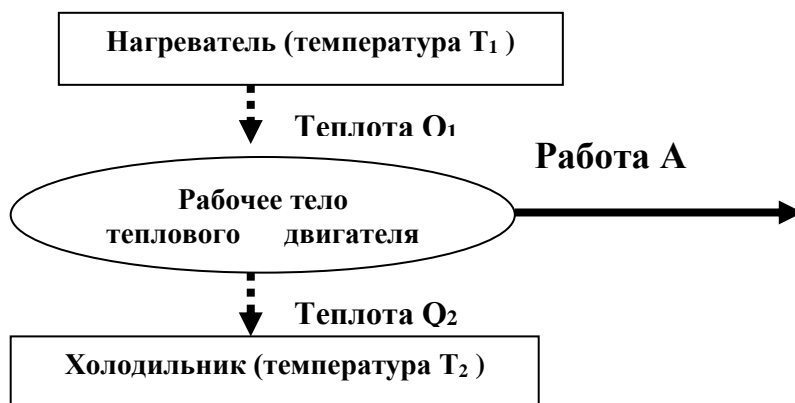 Нагреватель (температура T₁ )
Теплота Q₁
Работа А
Рабочее тело
теплового двигателя
Теплота Q₂
Холодильник (температура T₂ )